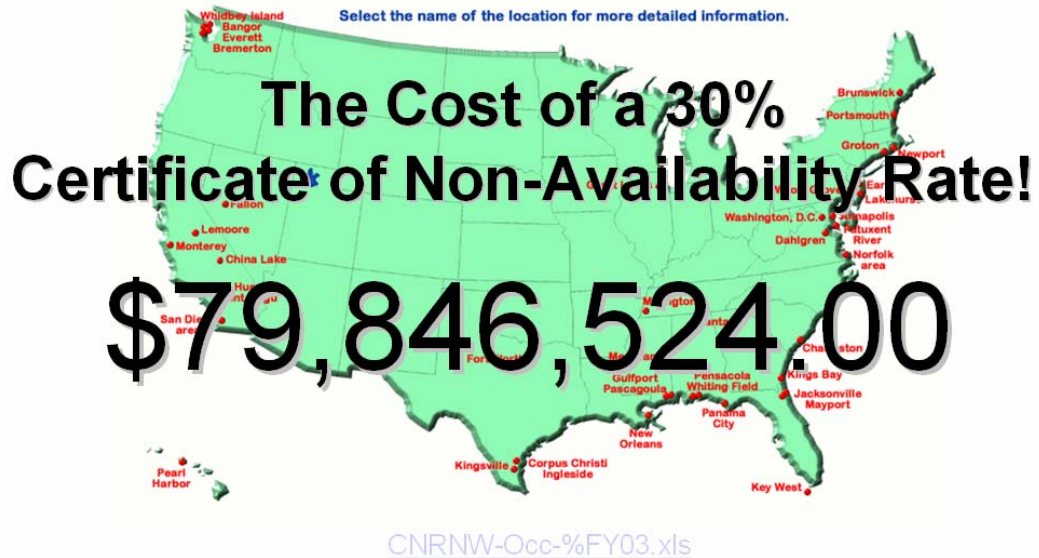 Select the name of the location for more detailed information.
Whidbey Island
Bangor
Everett
Bremerton
The Cost of a 30%
Brunswick
Portsmouth
Groton
Newport
Certificate of Non-Availability Rate!
Fallon
Washington, D.C.
Annapolis
Patuxent
River
Dahlgren
Lemoore
Monterey
China Lake
Norfolk
area
$79,846,524.00
San Die
area
Kings Bay
Gulfport
Pascagoula
Pensacola
Whiting Field
Jacksonville
Mayport
Panama
City
New
Orleans
Kingsville
Corpus Christi
Ingleside
Pearl
Harbor
Key West
CNRNW-Occ-%FY03.xls